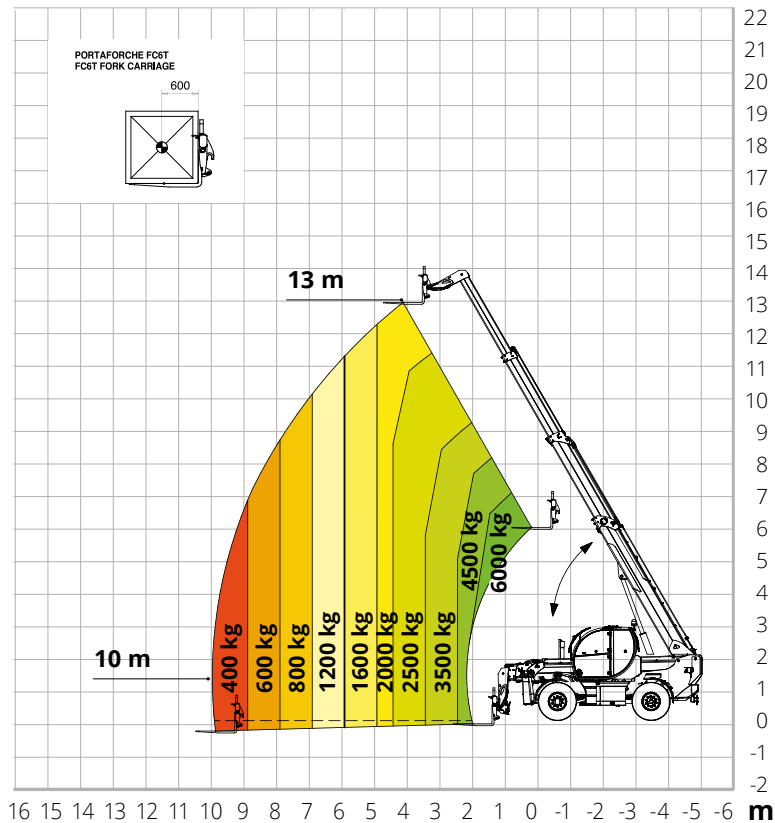 PORTAFORCHE FC6T
FC6T FORK CARRIAGE
600
13 m
10 m
400 kg
600 kg
800 kg
1200 kg
1600 kg
2000 kg
2500 kg
3500 kg
4500 kg
6000 kg
22
21
20
19
18
17
16
15
14
13
12
11
10
9
8
7
6
5
4
3
2
1
0
-1
-2
16 15 14 13 12 11 10 9 8 7 6 5 4 3 2 1 0 -1 -2 -3 -4 -5 -6 m